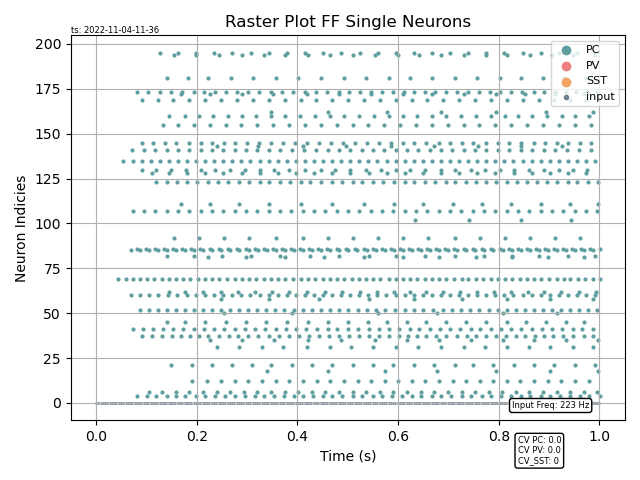 Raster Plot FF Single Neurons
ts: 2022-11-04-11-36
200
175
150
125
100
75
50
25
0
Neuron Indicies
PC
PV
SST
input
Input Freq: 223 Hz
0.0 0.2 0.4 0.6 0.8 1.0
Time (s)
CV PC: 0.0
CV PV: 0.0
CV_SST: 0